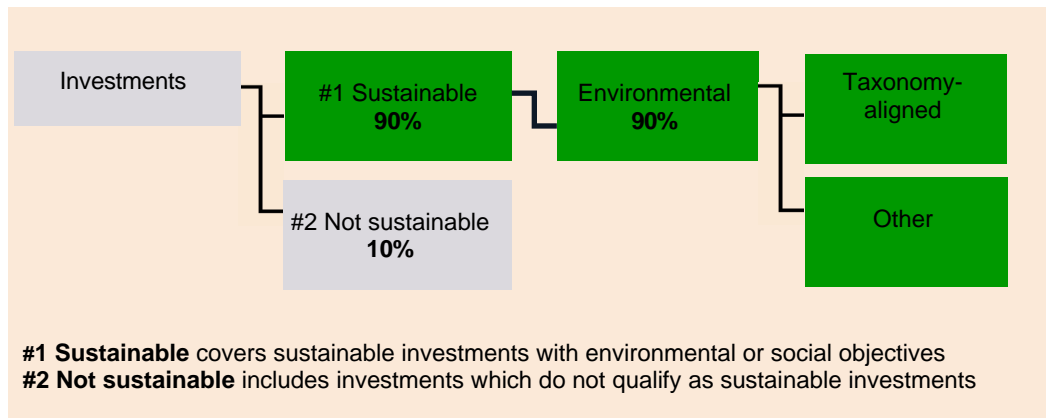 Investments
#1 Sustainable
90%
Environmental
90%
Taxonomy-
aligned
#2 Not sustainable
10%
Other
#1 Sustainable covers sustainable investments with environmental or social objectives
#2 Not sustainable includes investments which do not qualify as sustainable investments